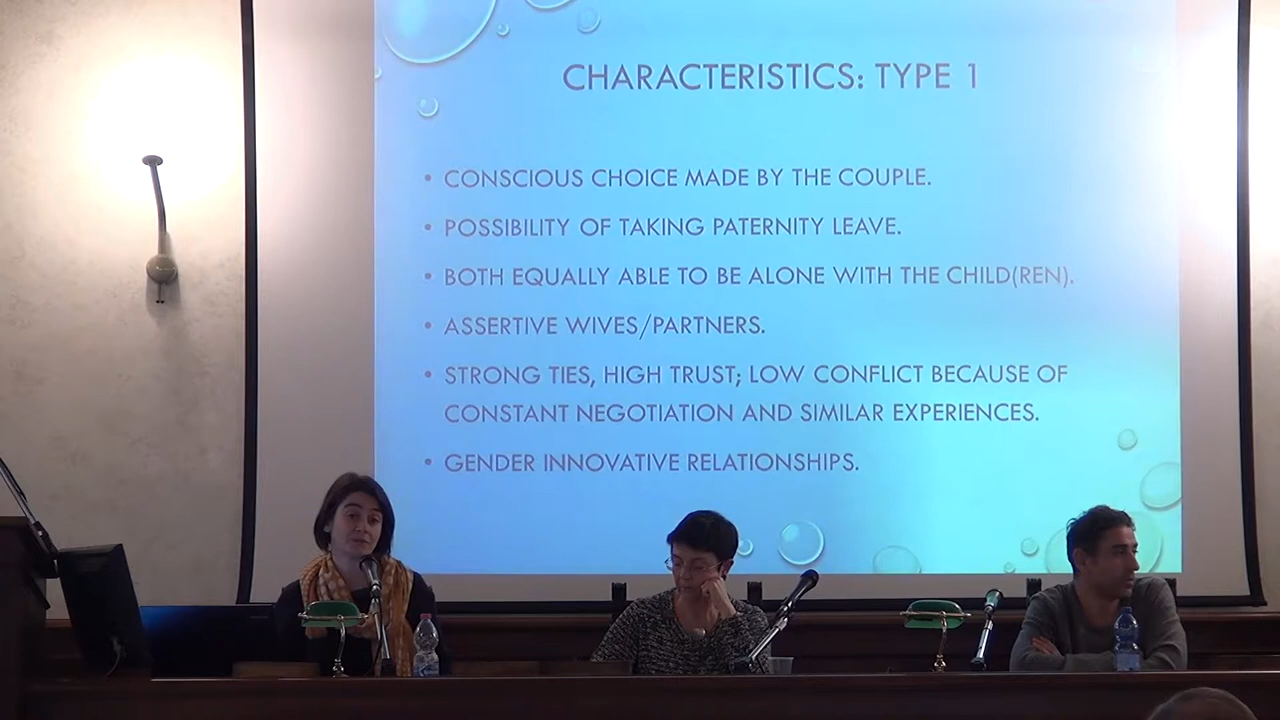 CHARACTERISTICS: TYPE 1
• CONSCIOUS CHOICE MADE BY THE COUPLE.
• POSSIBILITY OF TAKING PATERNITY LEAVE.
• BOTH EQUALLY ABLE TO BE ALONE WITH THE CHILD(REN).
• ASSERTIVE WIVES/PARTNERS.
• STRONG TIES, HIGH TRUST; LOW CONFLICT BECAUSE OF
CONSTANT NEGOTIATION AND SIMILAR EXPERIENCES.
• GENDER INNOVATIVE RELATIONSHIPS.